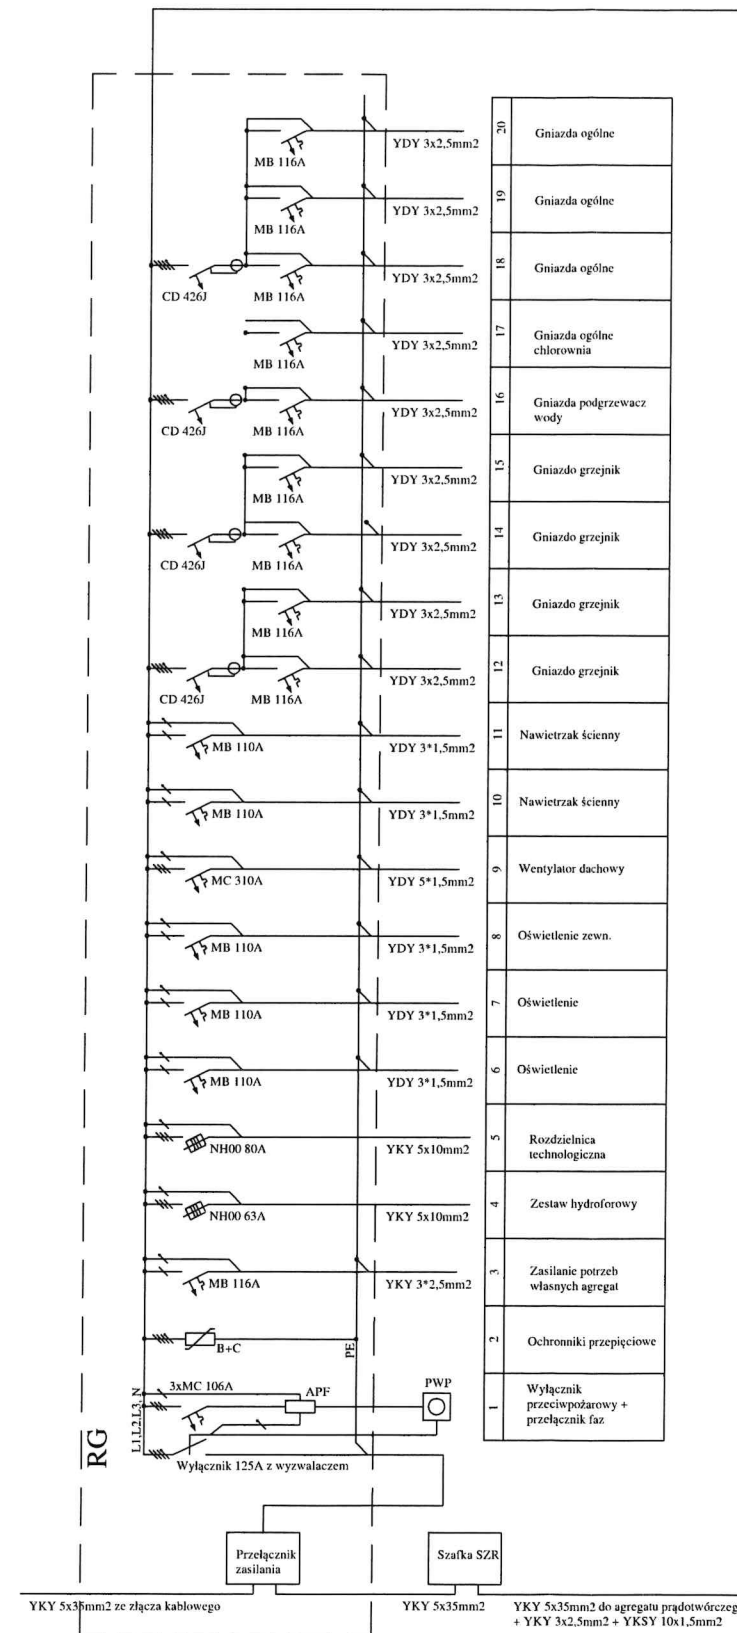 MB 116A
YDY 3x2,5mm2
20
Gniazda ogólne
MB 116A
YDY 3x2,5mm2
19
Gniazda ogólne
CD 426J
MB 116A
YDY 3x2,5mm2
18
Gniazda ogólne
MB 116A
YDY 3x2,5mm2
17
Gniazda ogólne
chlorownia
CD 426J
MB 116A
YDY 3x2,5mm2
16
Gniazda podgrzewacz
wody
MB 116A
YDY 3x2,5mm2
15
Gniazdo grzejnik
CD 426J
MB 116A
YDY 3x2,5mm2
14
Gniazdo grzejnik
MB 116A
YDY 3x2,5mm2
13
Gniazdo grzejnik
CD 426J
MB 116A
YDY 3x2,5mm2
12
Gniazdo grzejnik
MB 110A
YDY 3*1,5mm2
11
Nawietrzak ścienny
MB 110A
YDY 3*1,5mm2
10
Nawietrzak ścienny
MC 310A
YDY 5*1,5mm2
9
Wentylator dachowy
MB 110A
YDY 3*1,5mm2
8
Oświetlenie zewn.
MB 110A
YDY 3*1,5mm2
7
Oświetlenie
MB 110A
YDY 3*1,5mm2
6
Oświetlenie
NH00 80A
YKY 5x10mm2
5
Rozdzielnica
technologiczna
NH00 63A
YKY 5x10mm2
4
Zestaw hydroforowy
MB 116A
YKY 3*2,5mm2
3
Zasilanie potrzeb
własnych agregat
B+C
PE
2
Ochronniki przepięciowe
RG
L1,L2,L3, N
3xMC 106A
APF
PWP
1
Wyłącznik
przeciwpożarowy +
przełącznik faz
Wyłącznik 125A z wyzwalaczem
Przełącznik
zasilania
Szafka SZR
YKY 5x35mm2 ze złącza kablowego
YKY 5x35mm2
YKY 5x35mm2 do agregatu prądotwórczeg
+ YKY 3x2,5mm2 + YKSY 10x1,5mm2